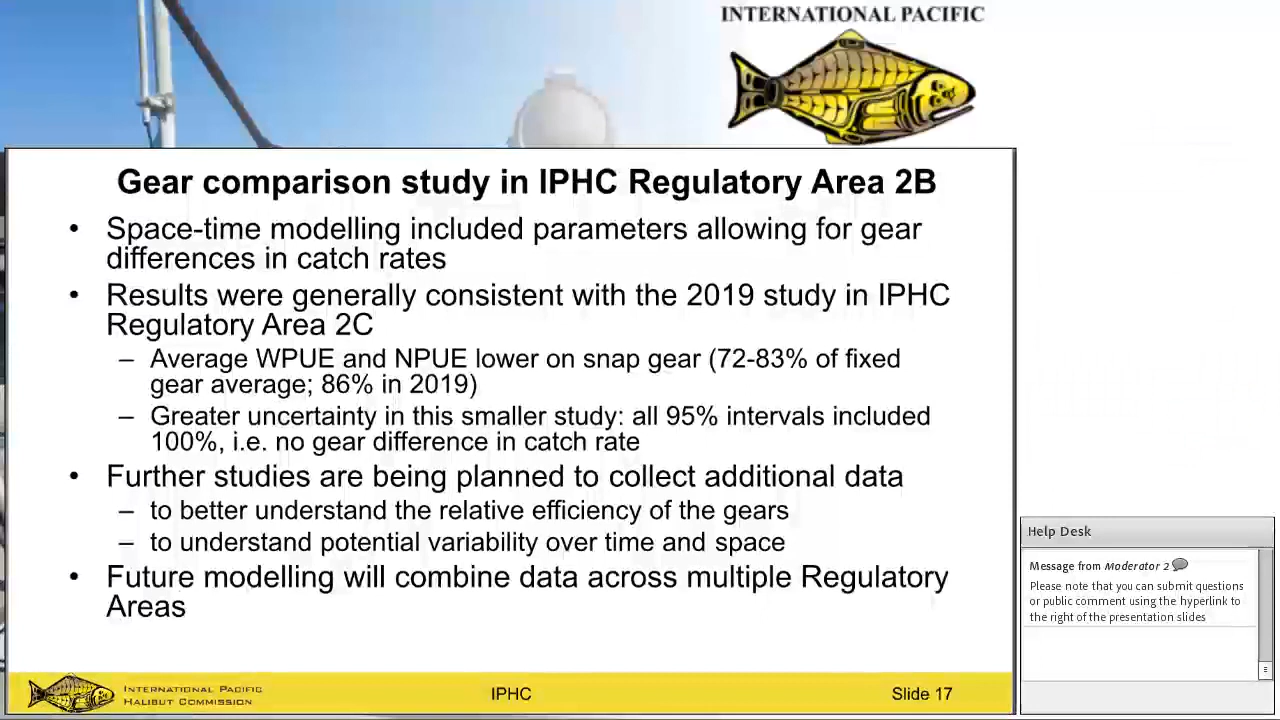 INTERNATIONAL PACIFIC
Gear comparison study in IPHC Regulatory Area 2B
• Space-time modelling included parameters allowing for gear
differences in catch rates
• Results were generally consistent with the 2019 study in IPHC
Regulatory Area 2C
– Average WPUE and NPUE lower on snap gear (72-83% of fixed
gear average; 86% in 2019)
– Greater uncertainty in this smaller study: all 95% intervals included
100%, i.e. no gear difference in catch rate
• Further studies are being planned to collect additional data
– to better understand the relative efficiency of the gears
– to understand potential variability over time and space
• Future modelling will combine data across multiple Regulatory
Areas
INTERNATIONAL PACIFIC
HALIBUT COMMISSION
IPHC
Slide 17
Help Desk
Message from Moderator 2
Please note that you can submit questions
or public comment using the hyperlink to
the right of the presentation slides